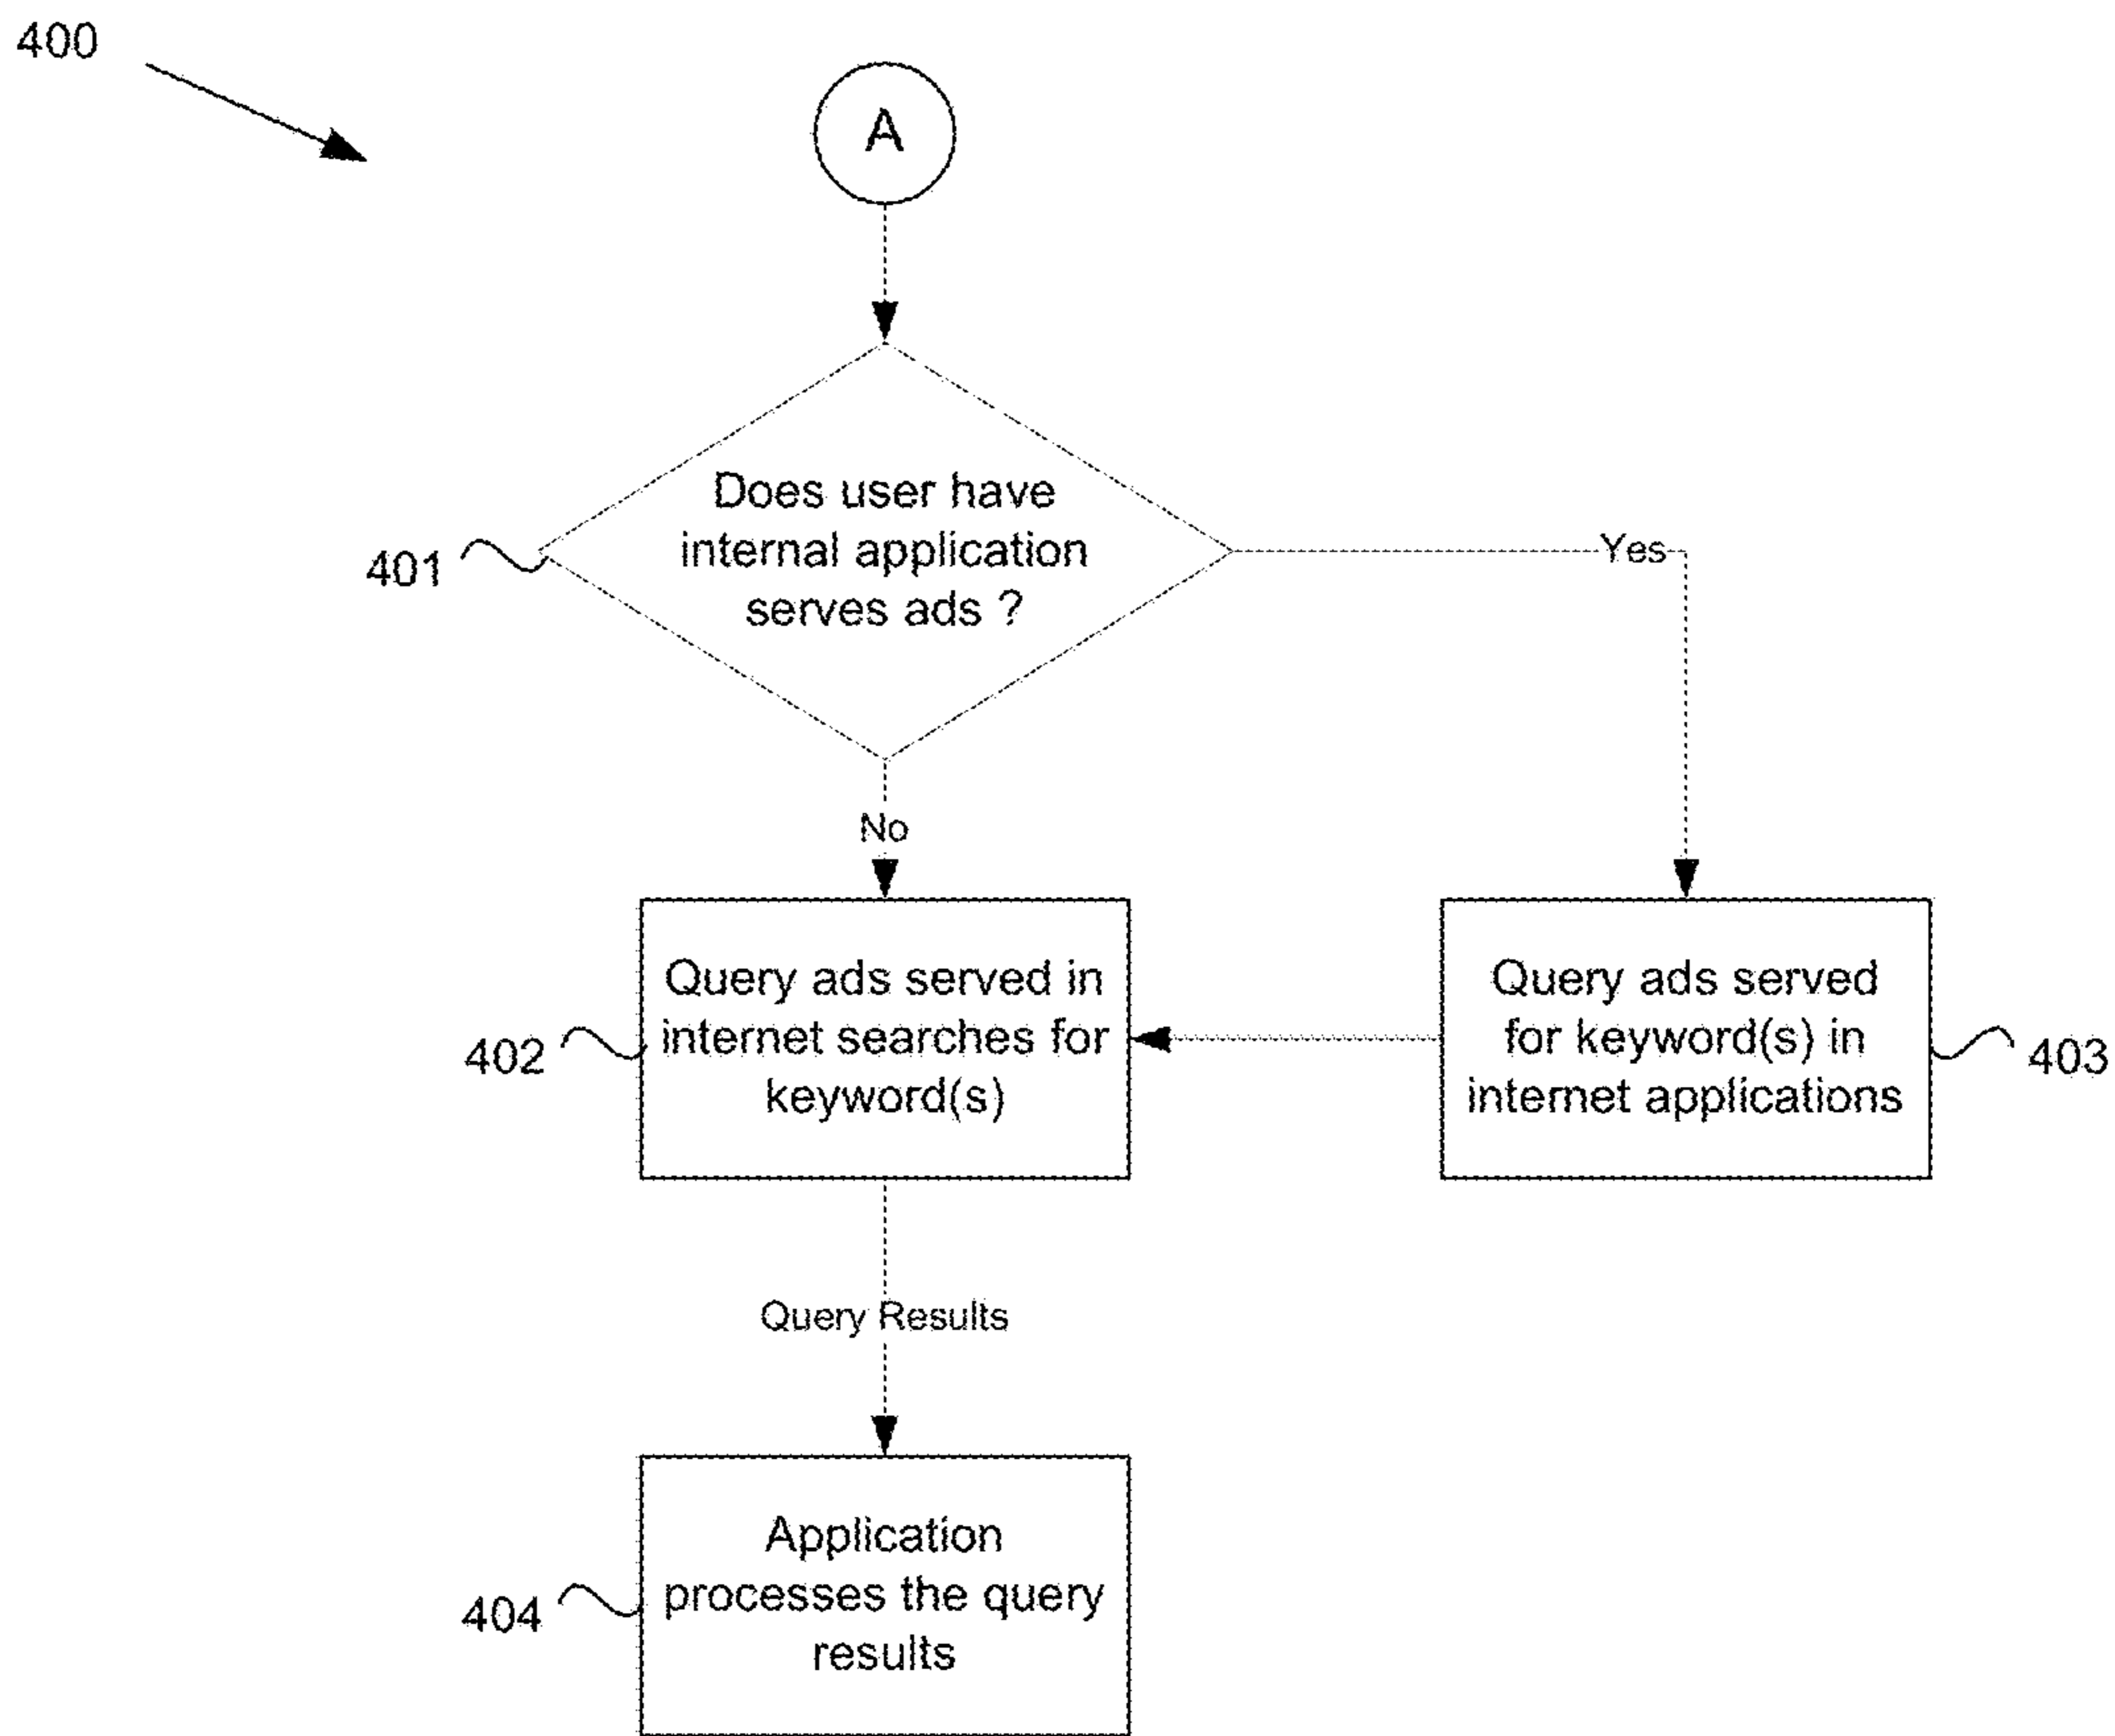 400
A
Does user have
internal application
serves ads ?
401
Yes
No
Query ads served in
internet searches for
keyword(s)
402
Query ads served
for keyword(s) in
internet applications
403
Query Results
Application
processes the query
results
404